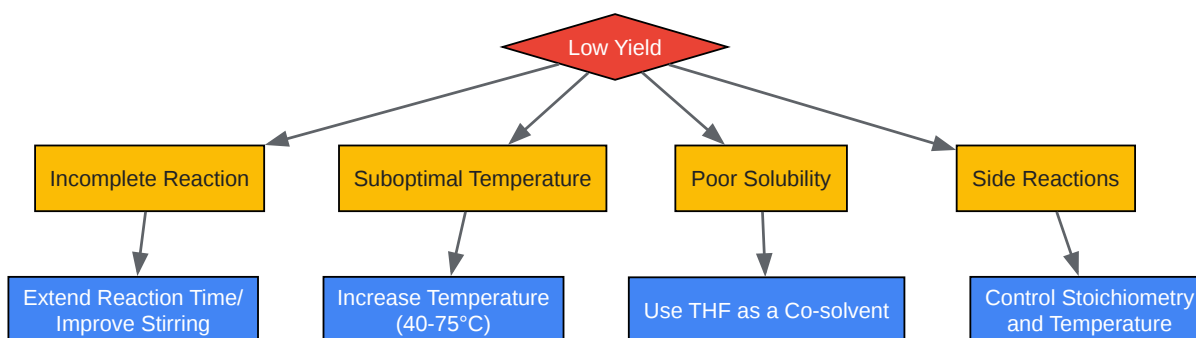 Low Yield
Incomplete Reaction
Suboptimal Temperature
Poor Solubility
Side Reactions
Extend Reaction Time/
Improve Stirring
Increase Temperature
(40-75°C)
Use THF as a Co-solvent
Control Stoichiometry
and Temperature